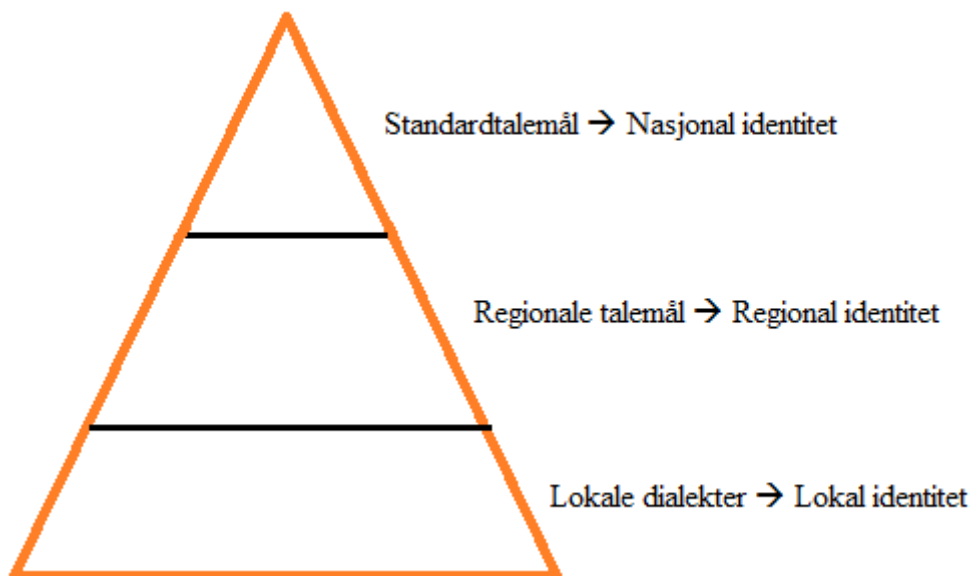 Standardtalemål → Nasjonal identitet
Regionale talemål → Regional identitet
Lokale dialekter → Lokal identitet